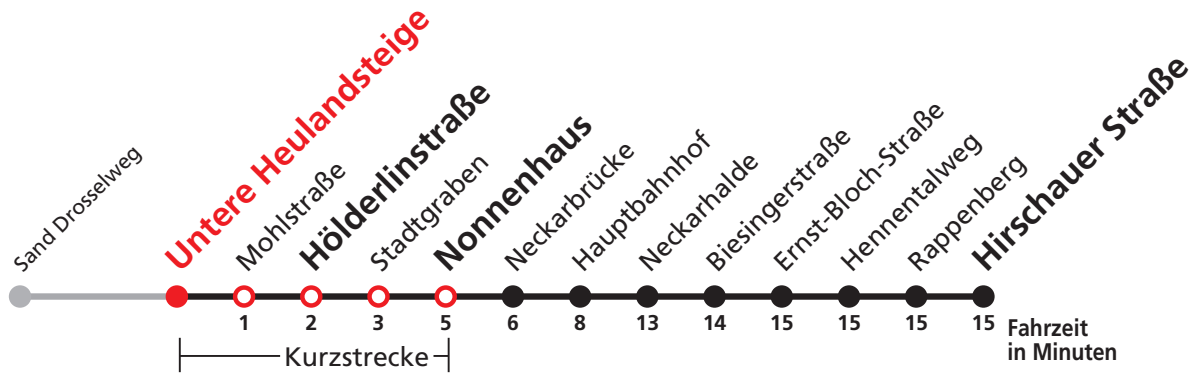 Sand Drosselweg
Untere Heulandsteige
Mohlstraße
Hölderlinstraße
Stadtgraben
Nonnenhaus
Neckarbrücke
Hauptbahnhof
Neckarhalde
Biesingerstraße
Ernst-Bloch-Straße
Hennentalweg
Rappenberg
Hirschauer Straße
1 2 3 5 6 8 13 14 15 15 15 15
Fahrzeit
in Minuten
Kurzstrecke